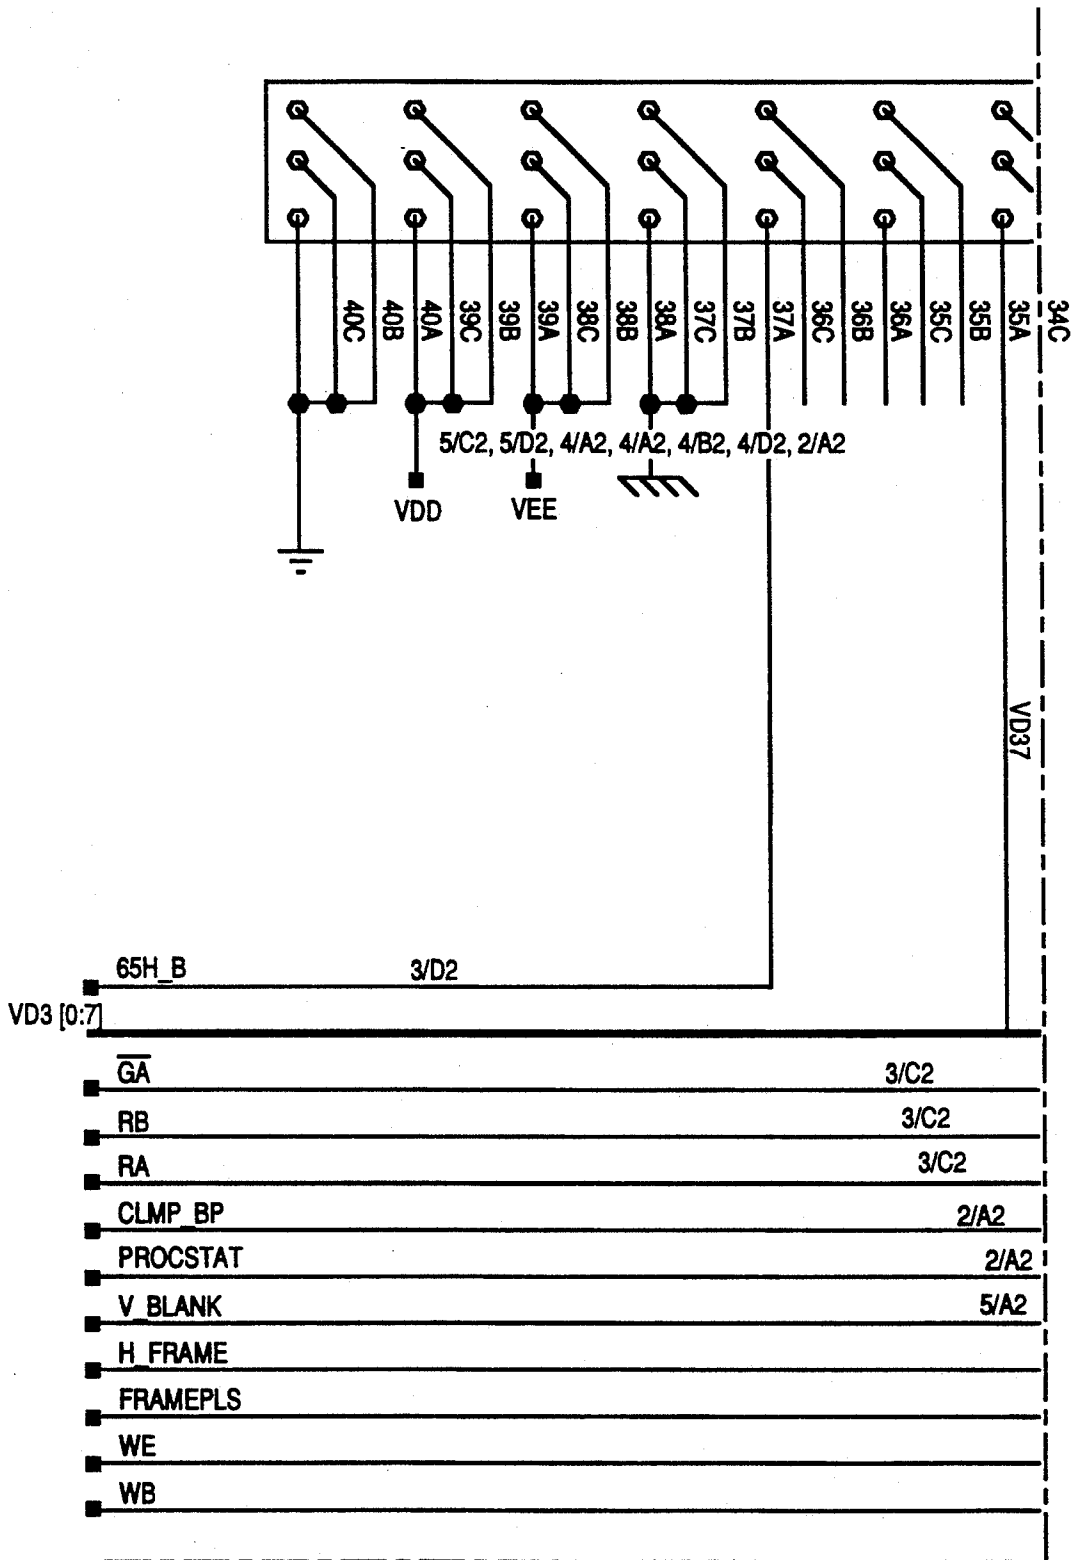 40C
40B
40A
39C
39B
39A
38C
38B
38A
37C
37B
37A
36C
36B
36A
35C
35B
35A
34C
5/C2, 5/D2, 4/A2, 4/A2, 4/B2, 4/D2, 2/A2
VDD
VEE
VD37
65H_B 3/D2
VD3 [0:7]
GA 3/C2
RB 3/C2
RA 3/C2
CLMP_BP 2/A2
PROCSTAT 2/A2
V_BLANK 5/A2
H_FRAME
FRAMEPLS
WE
WB